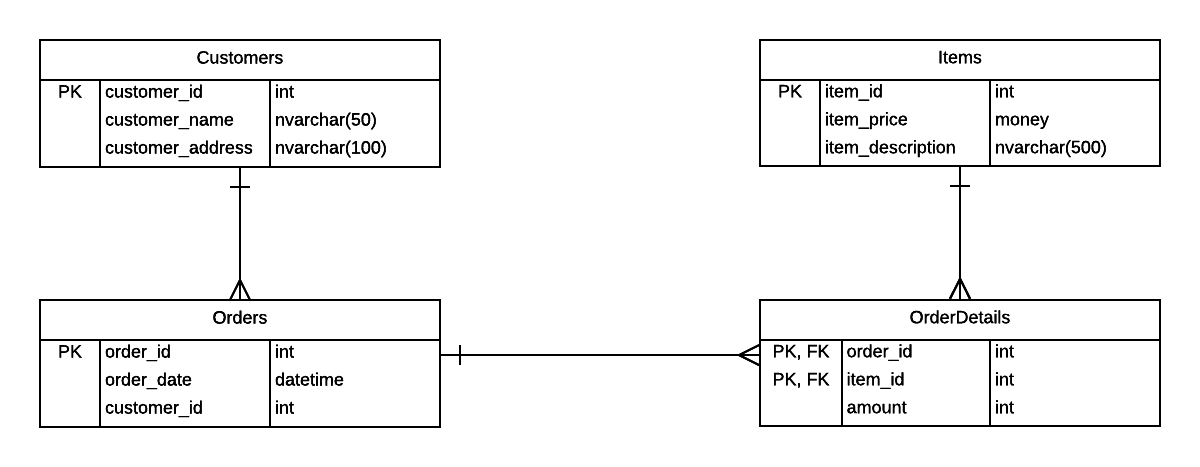 Customers
PK customer_id int
customer_name nvarchar(50)
customer_address nvarchar(100)
Items
PK item_id int
item_price money
item_description nvarchar(500)
Orders
PK order_id int
order_date datetime
customer_id int
OrderDetails
PK, FK order_id int
PK, FK item_id int
amount int